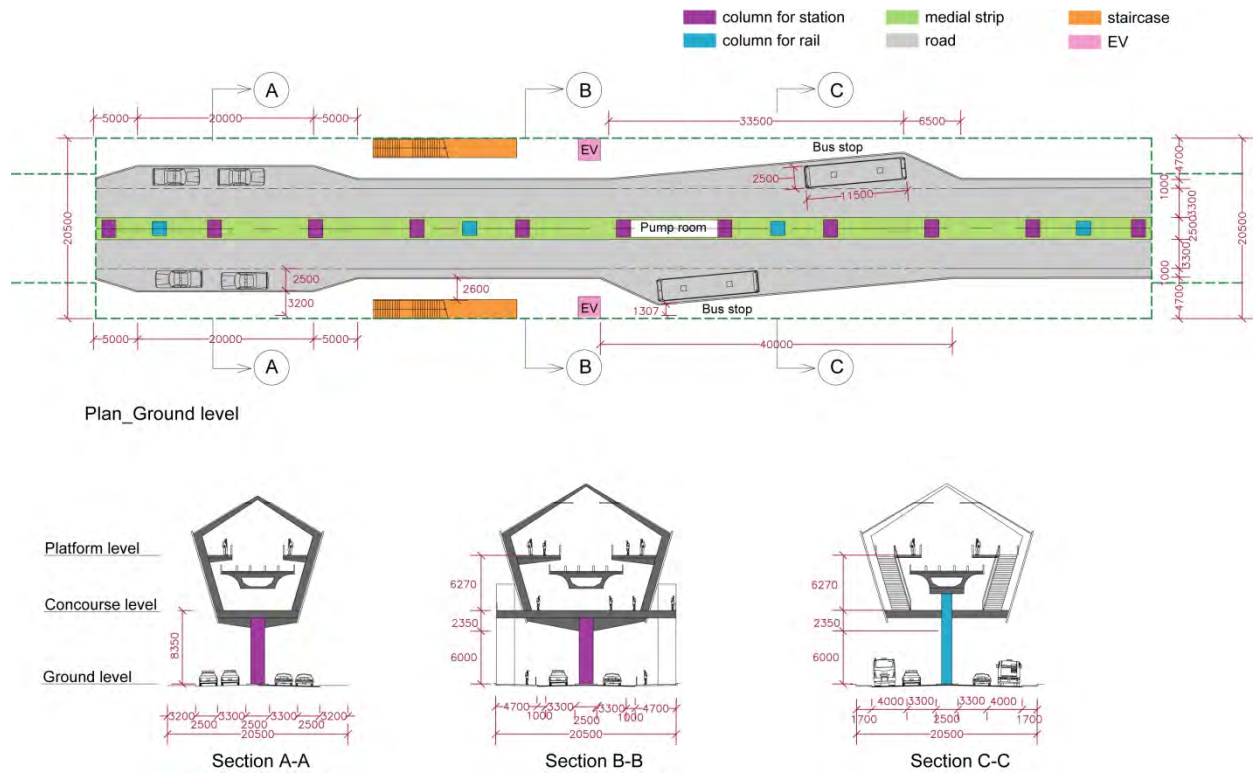 column for station medial strip staircase
column for rail road EV
A B C
5000 20000 5000 33500 6500
EV Bus stop
2500 11500
4700
1000
3300
2500
3300
1000
4700
20500 20500
Pump room
2500
3200
2600
EV
1307
Bus stop
5000 20000 5000 40000
A B C
Plan_Ground level
Platform level
Concourse level
Ground level
8350
6270
2350
6000
6270
2350
6000
3200 3300 3300 3200
2500 2500 2500
20500
4700 3300 3300 4700
1000 2500 1000
20500
4000 3300 3300 4000
1700 2500 1700
20500
Section A-A Section B-B Section C-C